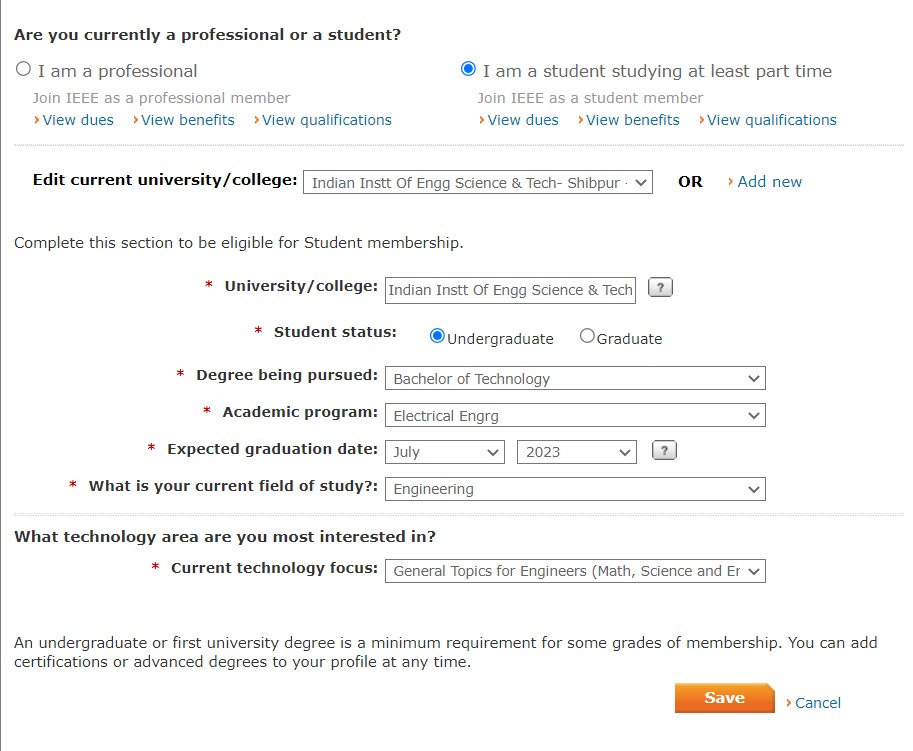 Are you currently a professional or a student?
I am a professional
Join IEEE as a professional member
View dues View benefits View qualifications
I am a student studying at least part time
Join IEEE as a student member
View dues View benefits View qualifications
Edit current university/college: Indian Instt Of Engg Science & Tech- Shibpur - OR Add new
Complete this section to be eligible for Student membership.
* University/college: Indian Instt Of Engg Science & Tech ?
* Student status: Undergraduate Graduate
* Degree being pursued: Bachelor of Technology
* Academic program: Electrical Engrg
* Expected graduation date: July 2023 ?
* What is your current field of study?: Engineering
What technology area are you most interested in?
* Current technology focus: General Topics for Engineers (Math, Science and Er
An undergraduate or first university degree is a minimum requirement for some grades of membership. You can add
certifications or advanced degrees to your profile at any time.
Save Cancel